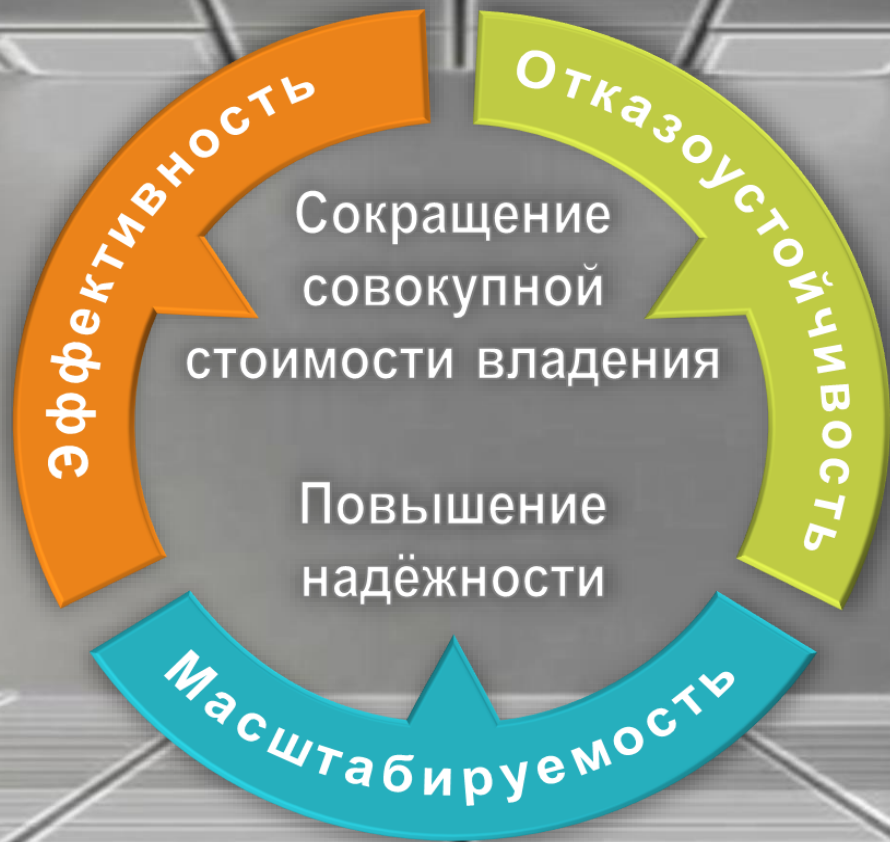 Эффективность
Отказоустойчивость
Сокращение
совокупной
стоимости владения
Повышение
надёжности
Масштабируемость